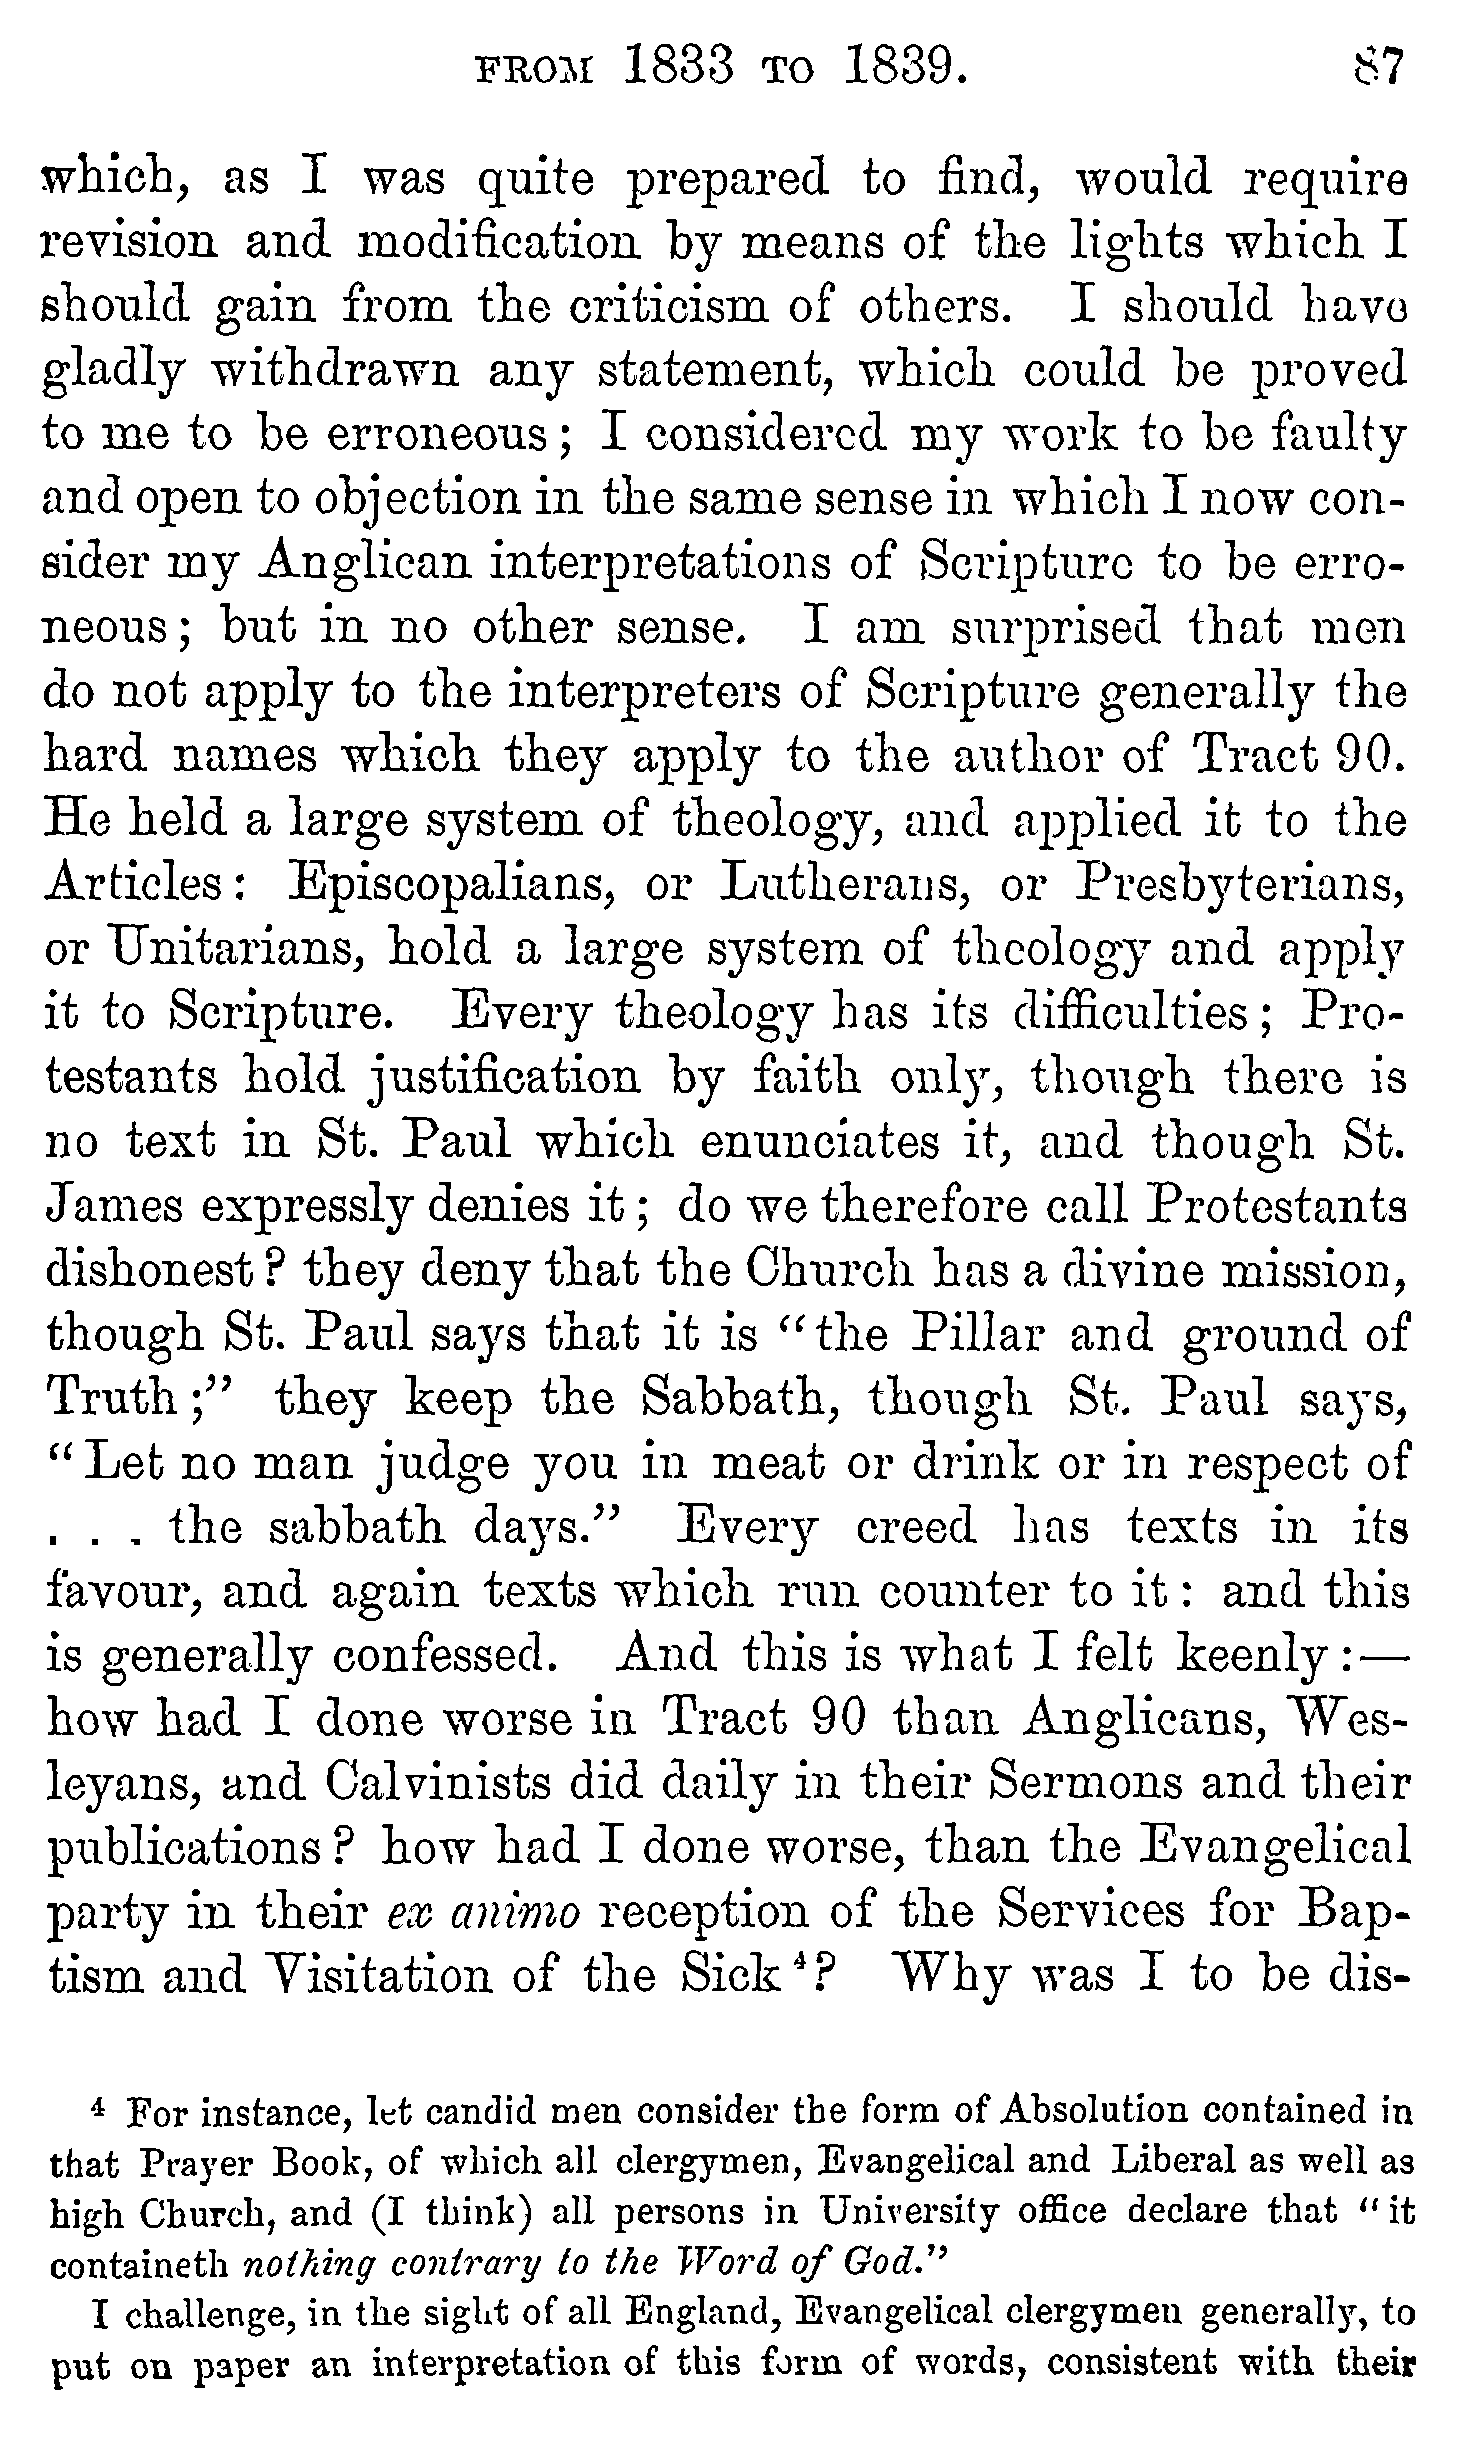 FROM 1833 TO 1839. 87
which, as I was quite prepared to find, would require
revision and modification by means of the lights which I
should gain from the criticism of others. I should have
gladly withdrawn any statement, which could be proved
to me to be erroneous; I considered my work to be faulty
and open to objection in the same sense in which I now con-
sider my Anglican interpretations of Scripture to be erro-
neous; but in no other sense. I am surprised that men
do not apply to the interpreters of Scripture generally the
hard names which they apply to the author of Tract 90.
He held a large system of theology, and applied it to the
Articles: Episcopalians, or Lutherans, or Presbyterians,
or Unitarians, hold a large system of theology and apply
it to Scripture. Every theology has its difficulties; Pro-
testants hold justification by faith only, though there is
no text in St. Paul which enunciates it, and though St.
James expressly denies it; do we therefore call Protestants
dishonest? they deny that the Church has a divine mission,
though St. Paul says that it is “the Pillar and ground of
Truth;” they keep the Sabbath, though St. Paul says,
“Let no man judge you in meat or drink or in respect of
. . . the sabbath days.” Every creed has texts in its
favour, and again texts which run counter to it: and this
is generally confessed. And this is what I felt keenly:—
how had I done worse in Tract 90 than Anglicans, Wes-
leyans, and Calvinists did daily in their Sermons and their
publications? how had I done worse, than the Evangelical
party in their ex animo reception of the Services for Bap-
tism and Visitation of the Sick⁴? Why was I to be dis-
⁴ For instance, let candid men consider the form of Absolution contained in
that Prayer Book, of which all clergymen, Evangelical and Liberal as well as
high Church, and (I think) all persons in University office declare that “it
containeth nothing contrary to the Word of God.”
I challenge, in the sight of all England, Evangelical clergymen generally, to
put on paper an interpretation of this form of words, consistent with their